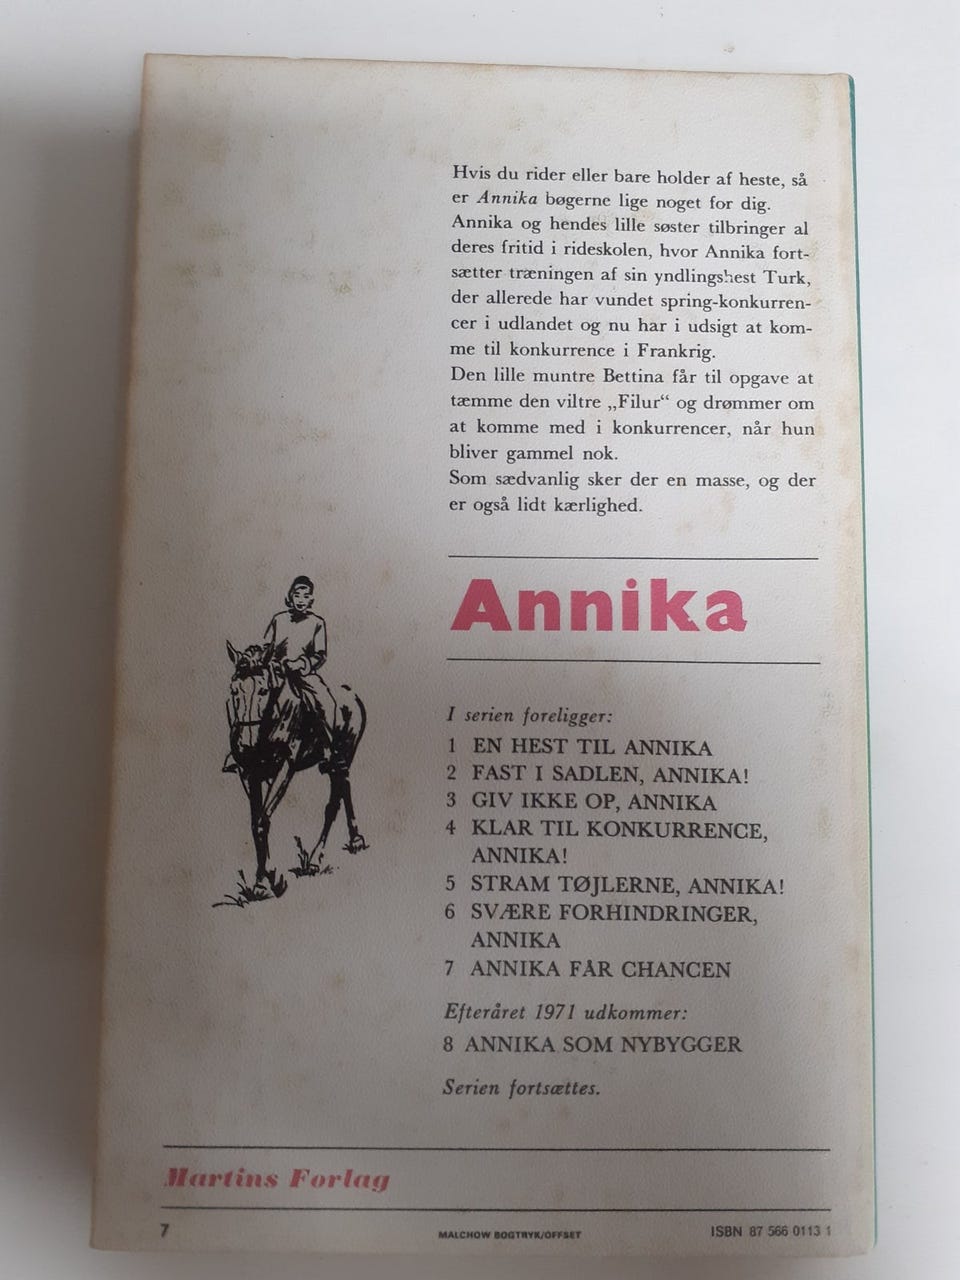 Hvis du rider eller bare holder af heste, så
er Annika bøgerne lige noget for dig.
Annika og hendes lille søster tilbringer al
deres fritid i rideskolen, hvor Annika fort-
sætter træningen af sin yndlingshest Turk,
der allerede har vundet spring-konkurren-
cer i udlandet og nu har i udsigt at kom-
me til konkurrence i Frankrig.
Den lille muntre Bettina får til opgave at
tæmme den viltre „Filur“ og drømmer om
at komme med i konkurrencer, når hun
bliver gammel nok.
Som sædvanlig sker der en masse, og der
er også lidt kærlighed.
Annika
I serien foreligger:
1 EN HEST TIL ANNIKA
2 FAST I SADLEN, ANNIKA!
3 GIV IKKE OP, ANNIKA
4 KLAR TIL KONKURRENCE,
ANNIKA!
5 STRAM TØJLERNE, ANNIKA!
6 SVÆRE FORHINDRINGER,
ANNIKA
7 ANNIKA FÅR CHANCEN
Efteråret 1971 udkommer:
8 ANNIKA SOM NYBYGGER
Serien fortsættes.
Martins Forlag
7 MALCHOW BOGTRYK/OFFSET ISBN 87 566 0113 1